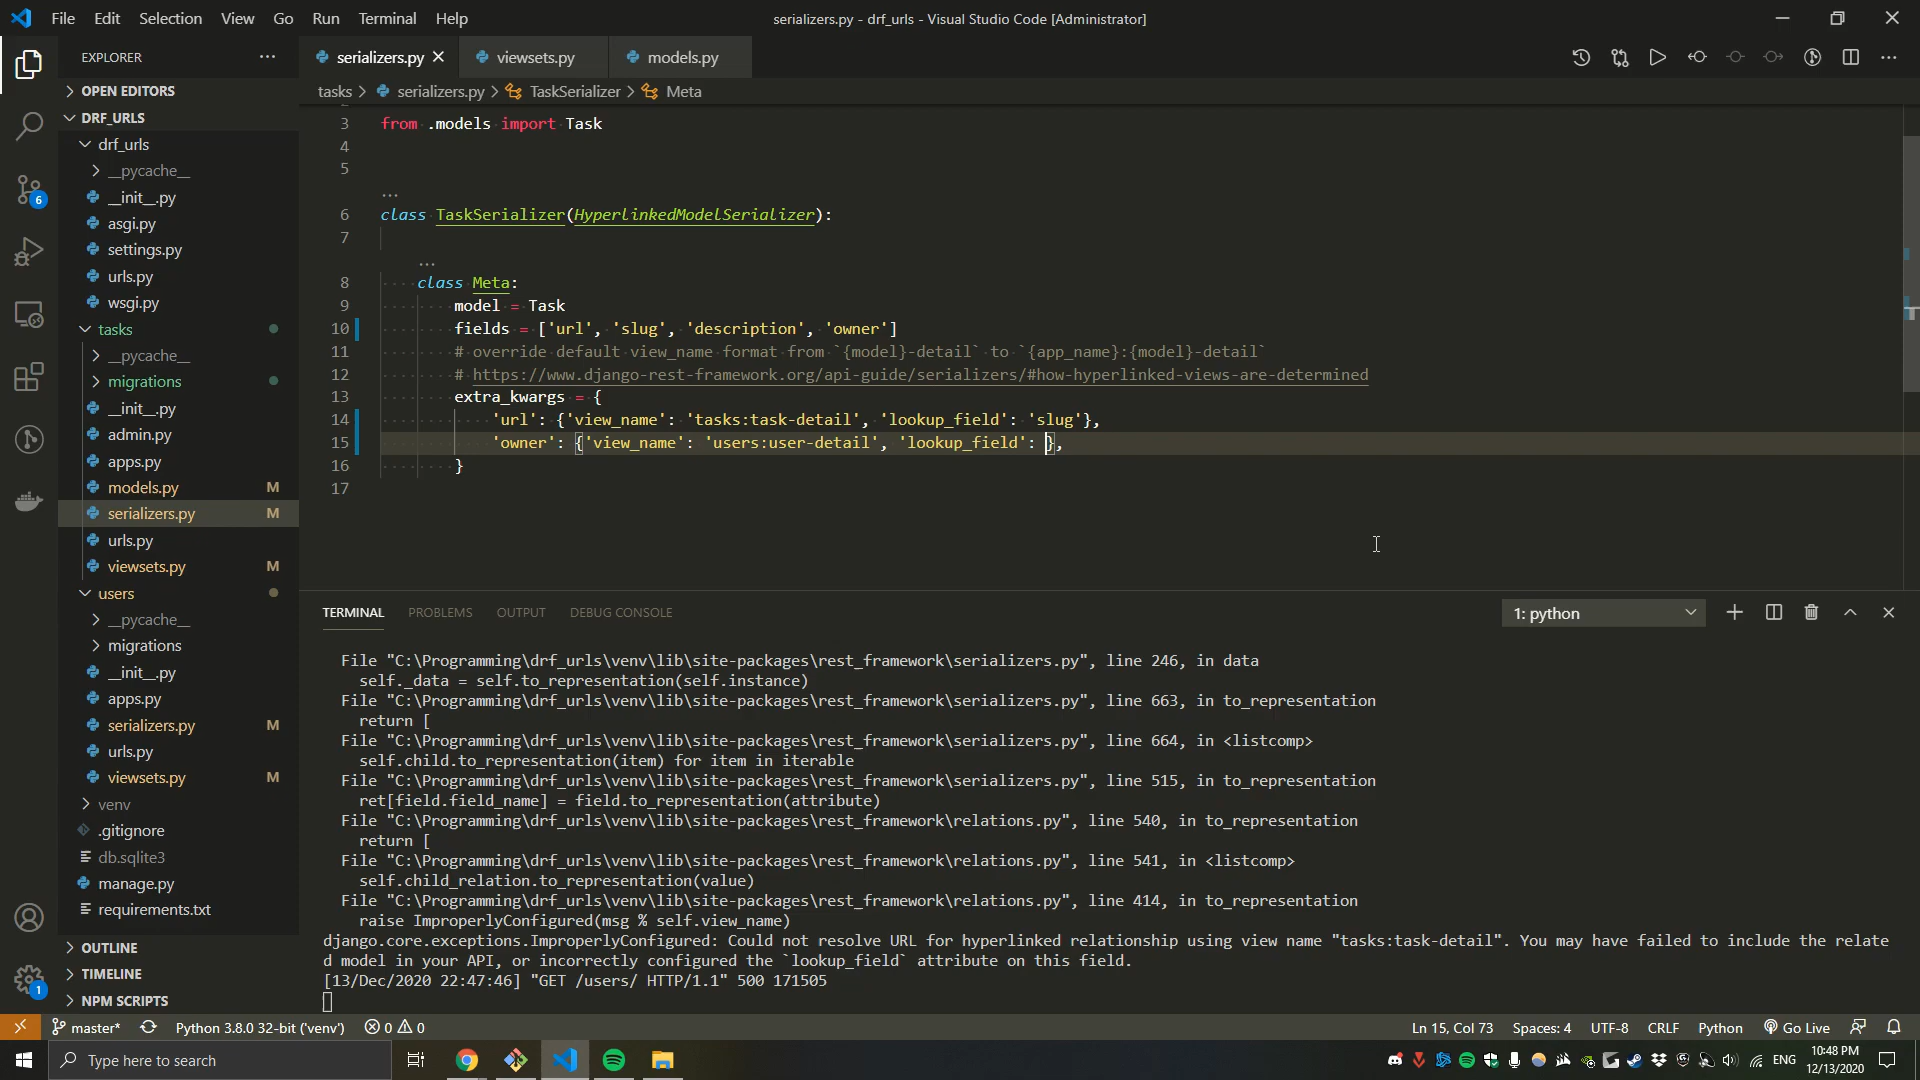 File Edit Selection View Go Run Terminal Help
serializers.py - drf_urls - Visual Studio Code [Administrator]
EXPLORER
OPEN EDITORS
DRF_URLS
drf_urls
__pycache__
__init__.py
asgi.py
settings.py
urls.py
wsgi.py
tasks
__pycache__
migrations
__init__.py
admin.py
apps.py
models.py M
serializers.py M
urls.py
viewsets.py M
users
__pycache__
migrations
__init__.py
apps.py
serializers.py M
urls.py
viewsets.py M
venv
.gitignore
db.sqlite3
manage.py
requirements.txt
OUTLINE
TIMELINE
NPM SCRIPTS
6
1
serializers.py viewsets.py models.py
tasks > serializers.py > TaskSerializer > Meta
3 from .models import Task
4
5
...
6 class TaskSerializer(HyperlinkedModelSerializer):
7
...
8 class Meta:
9 model = Task
10 fields = ['url', 'slug', 'description', 'owner']
11 # override default view_name format from `{model}-detail` to `{app_name}:{model}-detail`
12 # https://www.django-rest-framework.org/api-guide/serializers/#how-hyperlinked-views-are-determined
13 extra_kwargs = {
14 'url': {'view_name': 'tasks:task-detail', 'lookup_field': 'slug'},
15 'owner': {'view_name': 'users:user-detail', 'lookup_field': },
16 }
17
TERMINAL PROBLEMS OUTPUT DEBUG CONSOLE
1: python
File "C:\Programming\drf_urls\venv\lib\site-packages\rest_framework\serializers.py", line 246, in data
self._data = self.to_representation(self.instance)
File "C:\Programming\drf_urls\venv\lib\site-packages\rest_framework\serializers.py", line 663, in to_representation
return [
File "C:\Programming\drf_urls\venv\lib\site-packages\rest_framework\serializers.py", line 664, in <listcomp>
self.child.to_representation(item) for item in iterable
File "C:\Programming\drf_urls\venv\lib\site-packages\rest_framework\serializers.py", line 515, in to_representation
ret[field.field_name] = field.to_representation(attribute)
File "C:\Programming\drf_urls\venv\lib\site-packages\rest_framework\relations.py", line 540, in to_representation
return [
File "C:\Programming\drf_urls\venv\lib\site-packages\rest_framework\relations.py", line 541, in <listcomp>
self.child_relation.to_representation(value)
File "C:\Programming\drf_urls\venv\lib\site-packages\rest_framework\relations.py", line 414, in to_representation
raise ImproperlyConfigured(msg % self.view_name)
django.core.exceptions.ImproperlyConfigured: Could not resolve URL for hyperlinked relationship using view name "tasks:task-detail". You may have failed to include the relate
d model in your API, or incorrectly configured the `lookup_field` attribute on this field.
[13/Dec/2020 22:47:46] "GET /users/ HTTP/1.1" 500 171505
master* Python 3.8.0 32-bit ('venv') 0 0 Ln 15, Col 73 Spaces: 4 UTF-8 CRLF Python Go Live
Type here to search
ENG
10:48 PM
12/13/2020